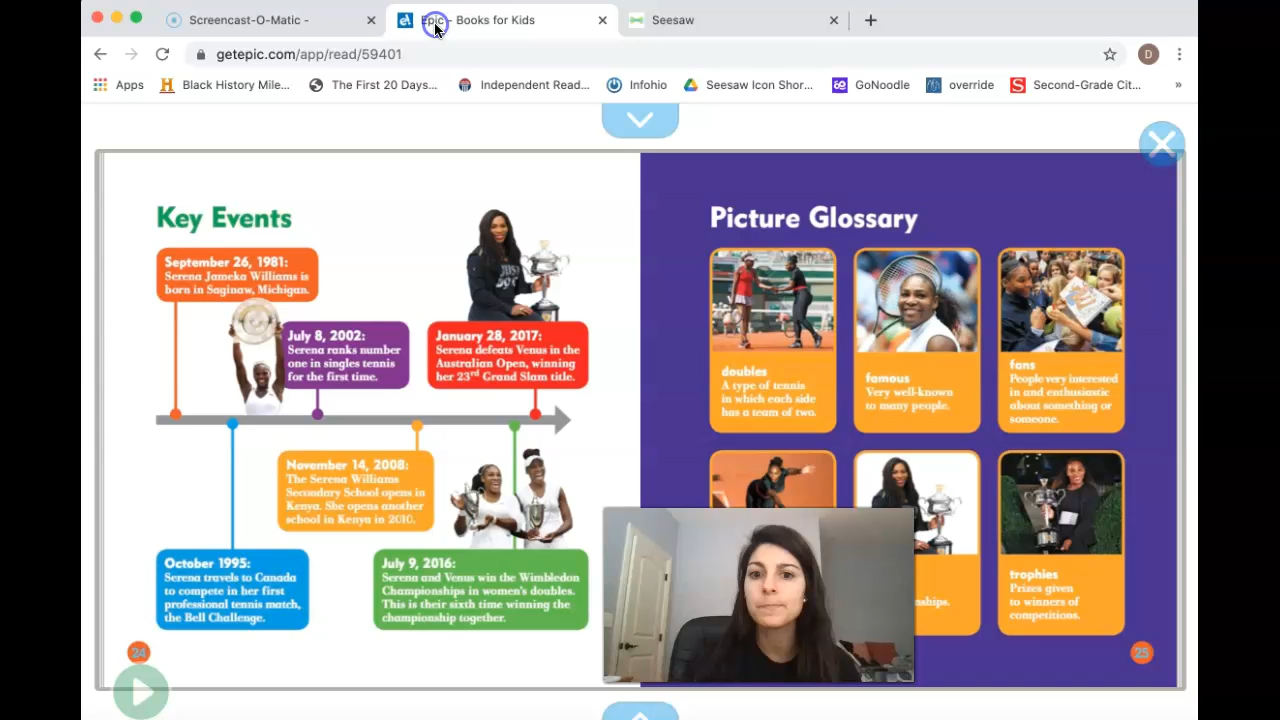 Screencast-O-Matic -
Epic - Books for Kids
Seesaw
getepic.com/app/read/59401
D
Apps
Black History Mile...
The First 20 Days...
Independent Read...
Infohio
Seesaw Icon Shor...
GoNoodle
override
Second-Grade Cit...
»
Key Events
September 26, 1981:
Serena Jameka Williams is
born in Saginaw, Michigan.
July 8, 2002:
Serena ranks number
one in singles tennis
for the first time.
January 28, 2017:
Serena defeats Venus in the
Australian Open, winning
her 23rd Grand Slam title.
November 14, 2008:
The Serena Williams
Secondary School opens in
Kenya. She opens another
school in Kenya in 2010.
October 1995:
Serena travels to Canada
to compete in her first
professional tennis match,
the Bell Challenge.
July 9, 2016:
Serena and Venus win the Wimbledon
Championships in women's doubles.
This is their sixth time winning the
championship together.
24
Picture Glossary
doubles
A type of tennis
in which each side
has a team of two.
famous
Very well-known
to many people.
fans
People very interested
in and enthusiastic
about something or
someone.
trophies
Prizes given
to winners of
competitions.
25